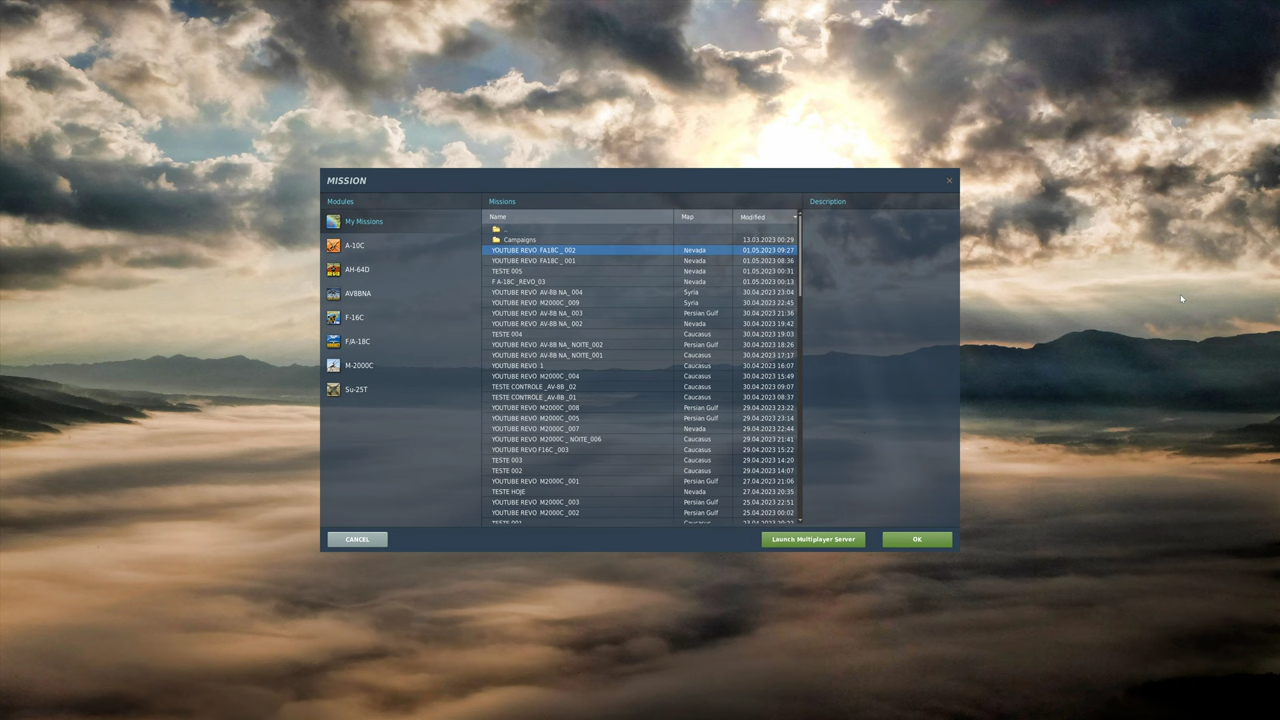 MISSION ×
Modules Missions Description
My Missions
A-10C
AH-64D
AV8BNA
F-16C
F/A-18C
M-2000C
Su-25T
Name Map Modified
..
Campaigns 13.03.2023 00:29
YOUTUBE REVO FA18C _ 002 Nevada 01.05.2023 09:27
YOUTUBE REVO FA18C _ 001 Nevada 01.05.2023 08:36
TESTE 005 Nevada 01.05.2023 00:31
F A-18C _REVO_03 Nevada 01.05.2023 00:13
YOUTUBE REVO AV-8B NA _004 Syria 30.04.2023 23:04
YOUTUBE REVO M2000C _009 Syria 30.04.2023 22:45
YOUTUBE REVO AV-8B NA _003 Persian Gulf 30.04.2023 21:36
YOUTUBE REVO AV-8B NA _002 Nevada 30.04.2023 19:42
TESTE 004 Caucasus 30.04.2023 19:03
YOUTUBE REVO AV-8B NA_NOITE_002 Persian Gulf 30.04.2023 18:26
YOUTUBE REVO AV-8B NA_NOITE_001 Caucasus 30.04.2023 17:17
YOUTUBE REVO 1 Caucasus 30.04.2023 16:07
YOUTUBE REVO M2000C _004 Caucasus 30.04.2023 15:49
TESTE CONTROLE _AV-8B _02 Caucasus 30.04.2023 09:07
TESTE CONTROLE _AV-8B _01 Caucasus 30.04.2023 08:37
YOUTUBE REVO M2000C _008 Persian Gulf 29.04.2023 23:22
YOUTUBE REVO M2000C _005 Persian Gulf 29.04.2023 23:14
YOUTUBE REVO M2000C _007 Nevada 29.04.2023 22:44
YOUTUBE REVO M2000C _ NOITE_006 Caucasus 29.04.2023 21:41
YOUTUBE REVO F16C _003 Caucasus 29.04.2023 15:22
TESTE 003 Caucasus 29.04.2023 14:20
TESTE 002 Caucasus 29.04.2023 14:07
YOUTUBE REVO M2000C _001 Persian Gulf 27.04.2023 21:06
TESTE HOJE Nevada 27.04.2023 20:35
YOUTUBE REVO M2000C _003 Persian Gulf 25.04.2023 22:51
YOUTUBE REVO M2000C _002 Persian Gulf 25.04.2023 00:02
TESTE 001 Caucasus
CANCEL Launch Multiplayer Server OK